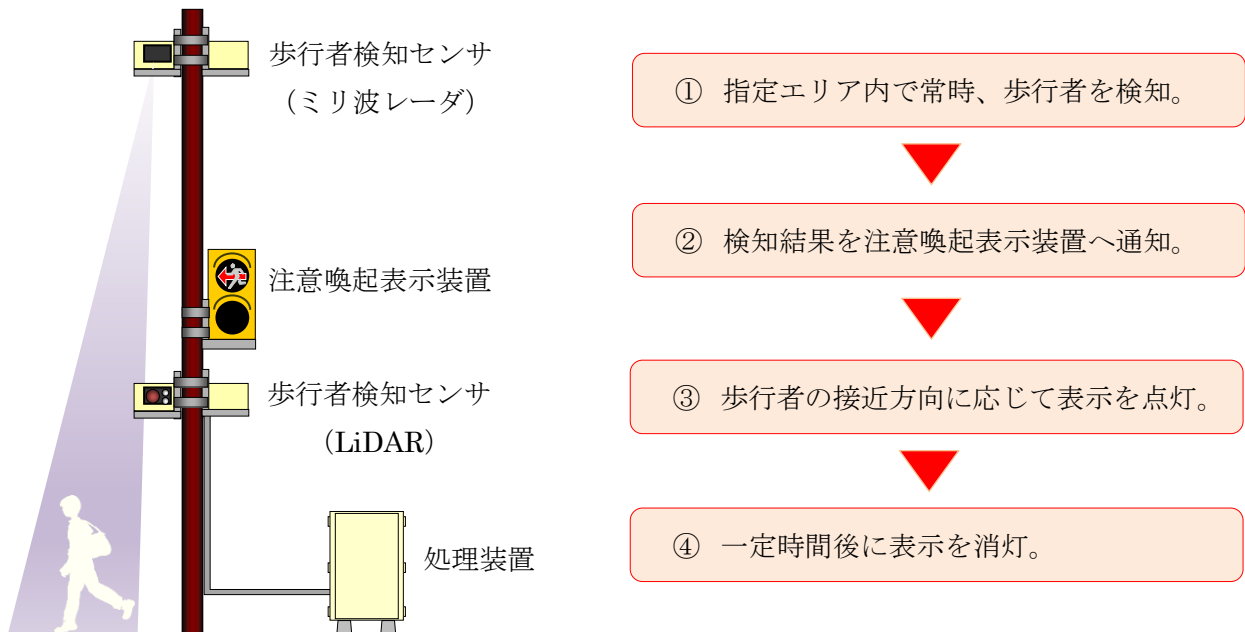 歩行者検知センサ
（ミリ波レーダ）
注意喚起表示装置
歩行者検知センサ
（LiDAR）
処理装置
① 指定エリア内で常時、歩行者を検知。
② 検知結果を注意喚起表示装置へ通知。
③ 歩行者の接近方向に応じて表示を点灯。
④ 一定時間後に表示を消灯。